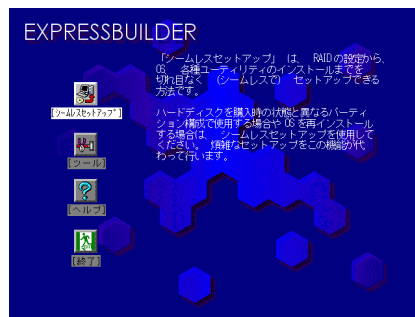 EXPRESSBUILDER
「シームレスセットアップ」 は、 RAIDの設定から、
OS、各種ユーティリティのインストールまでを
切れ目なく (シームレスで) セットアップできる
方法です。
ハードディスクを購入時の状態と異なるパーティ
ション構成で使用する場合や OS を再インストール
する場合は、 シームレスセットアップを使用して
ください。 煩雑なセットアップをこの機能が代
わって行います。
[シームレスセットアップ]
[ツール]
[ヘルプ]
[終了]